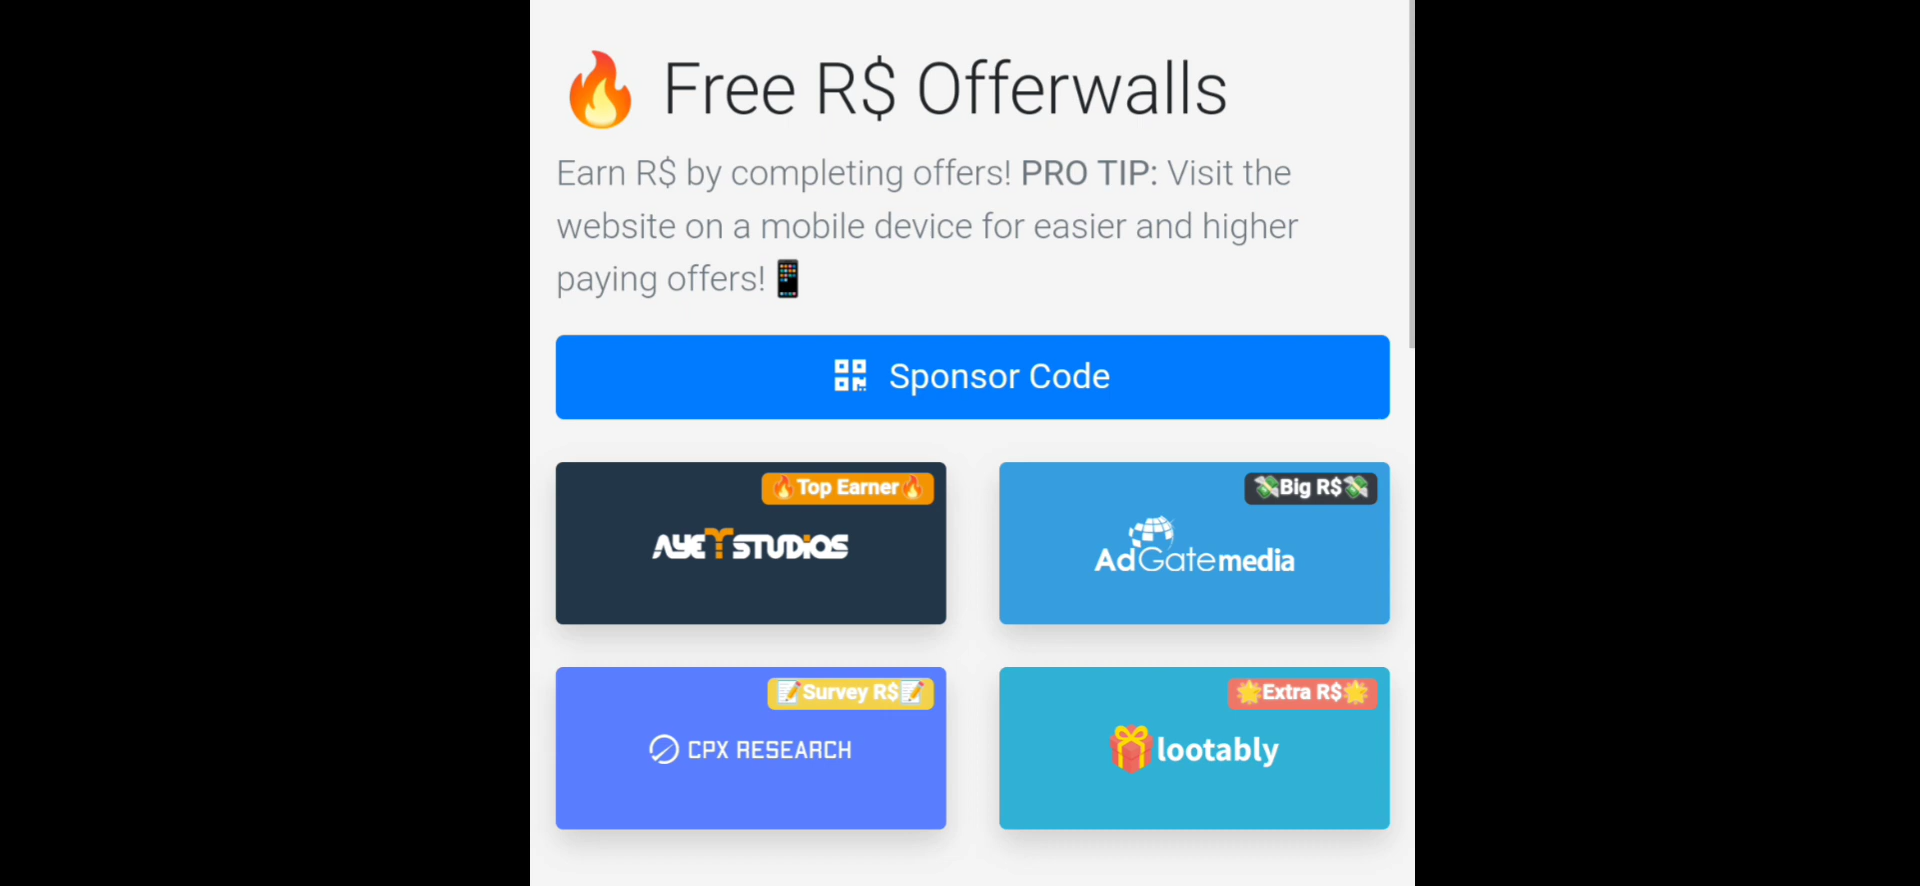 🔥 Free R$ Offerwalls
Earn R$ by completing offers! PRO TIP: Visit the
website on a mobile device for easier and higher
paying offers!📱
Sponsor Code
🔥Top Earner🔥
AYE T STUDIOS
💸Big R$💸
AdGatemedia
📝Survey R$📝
CPX RESEARCH
🌟Extra R$🌟
lootably